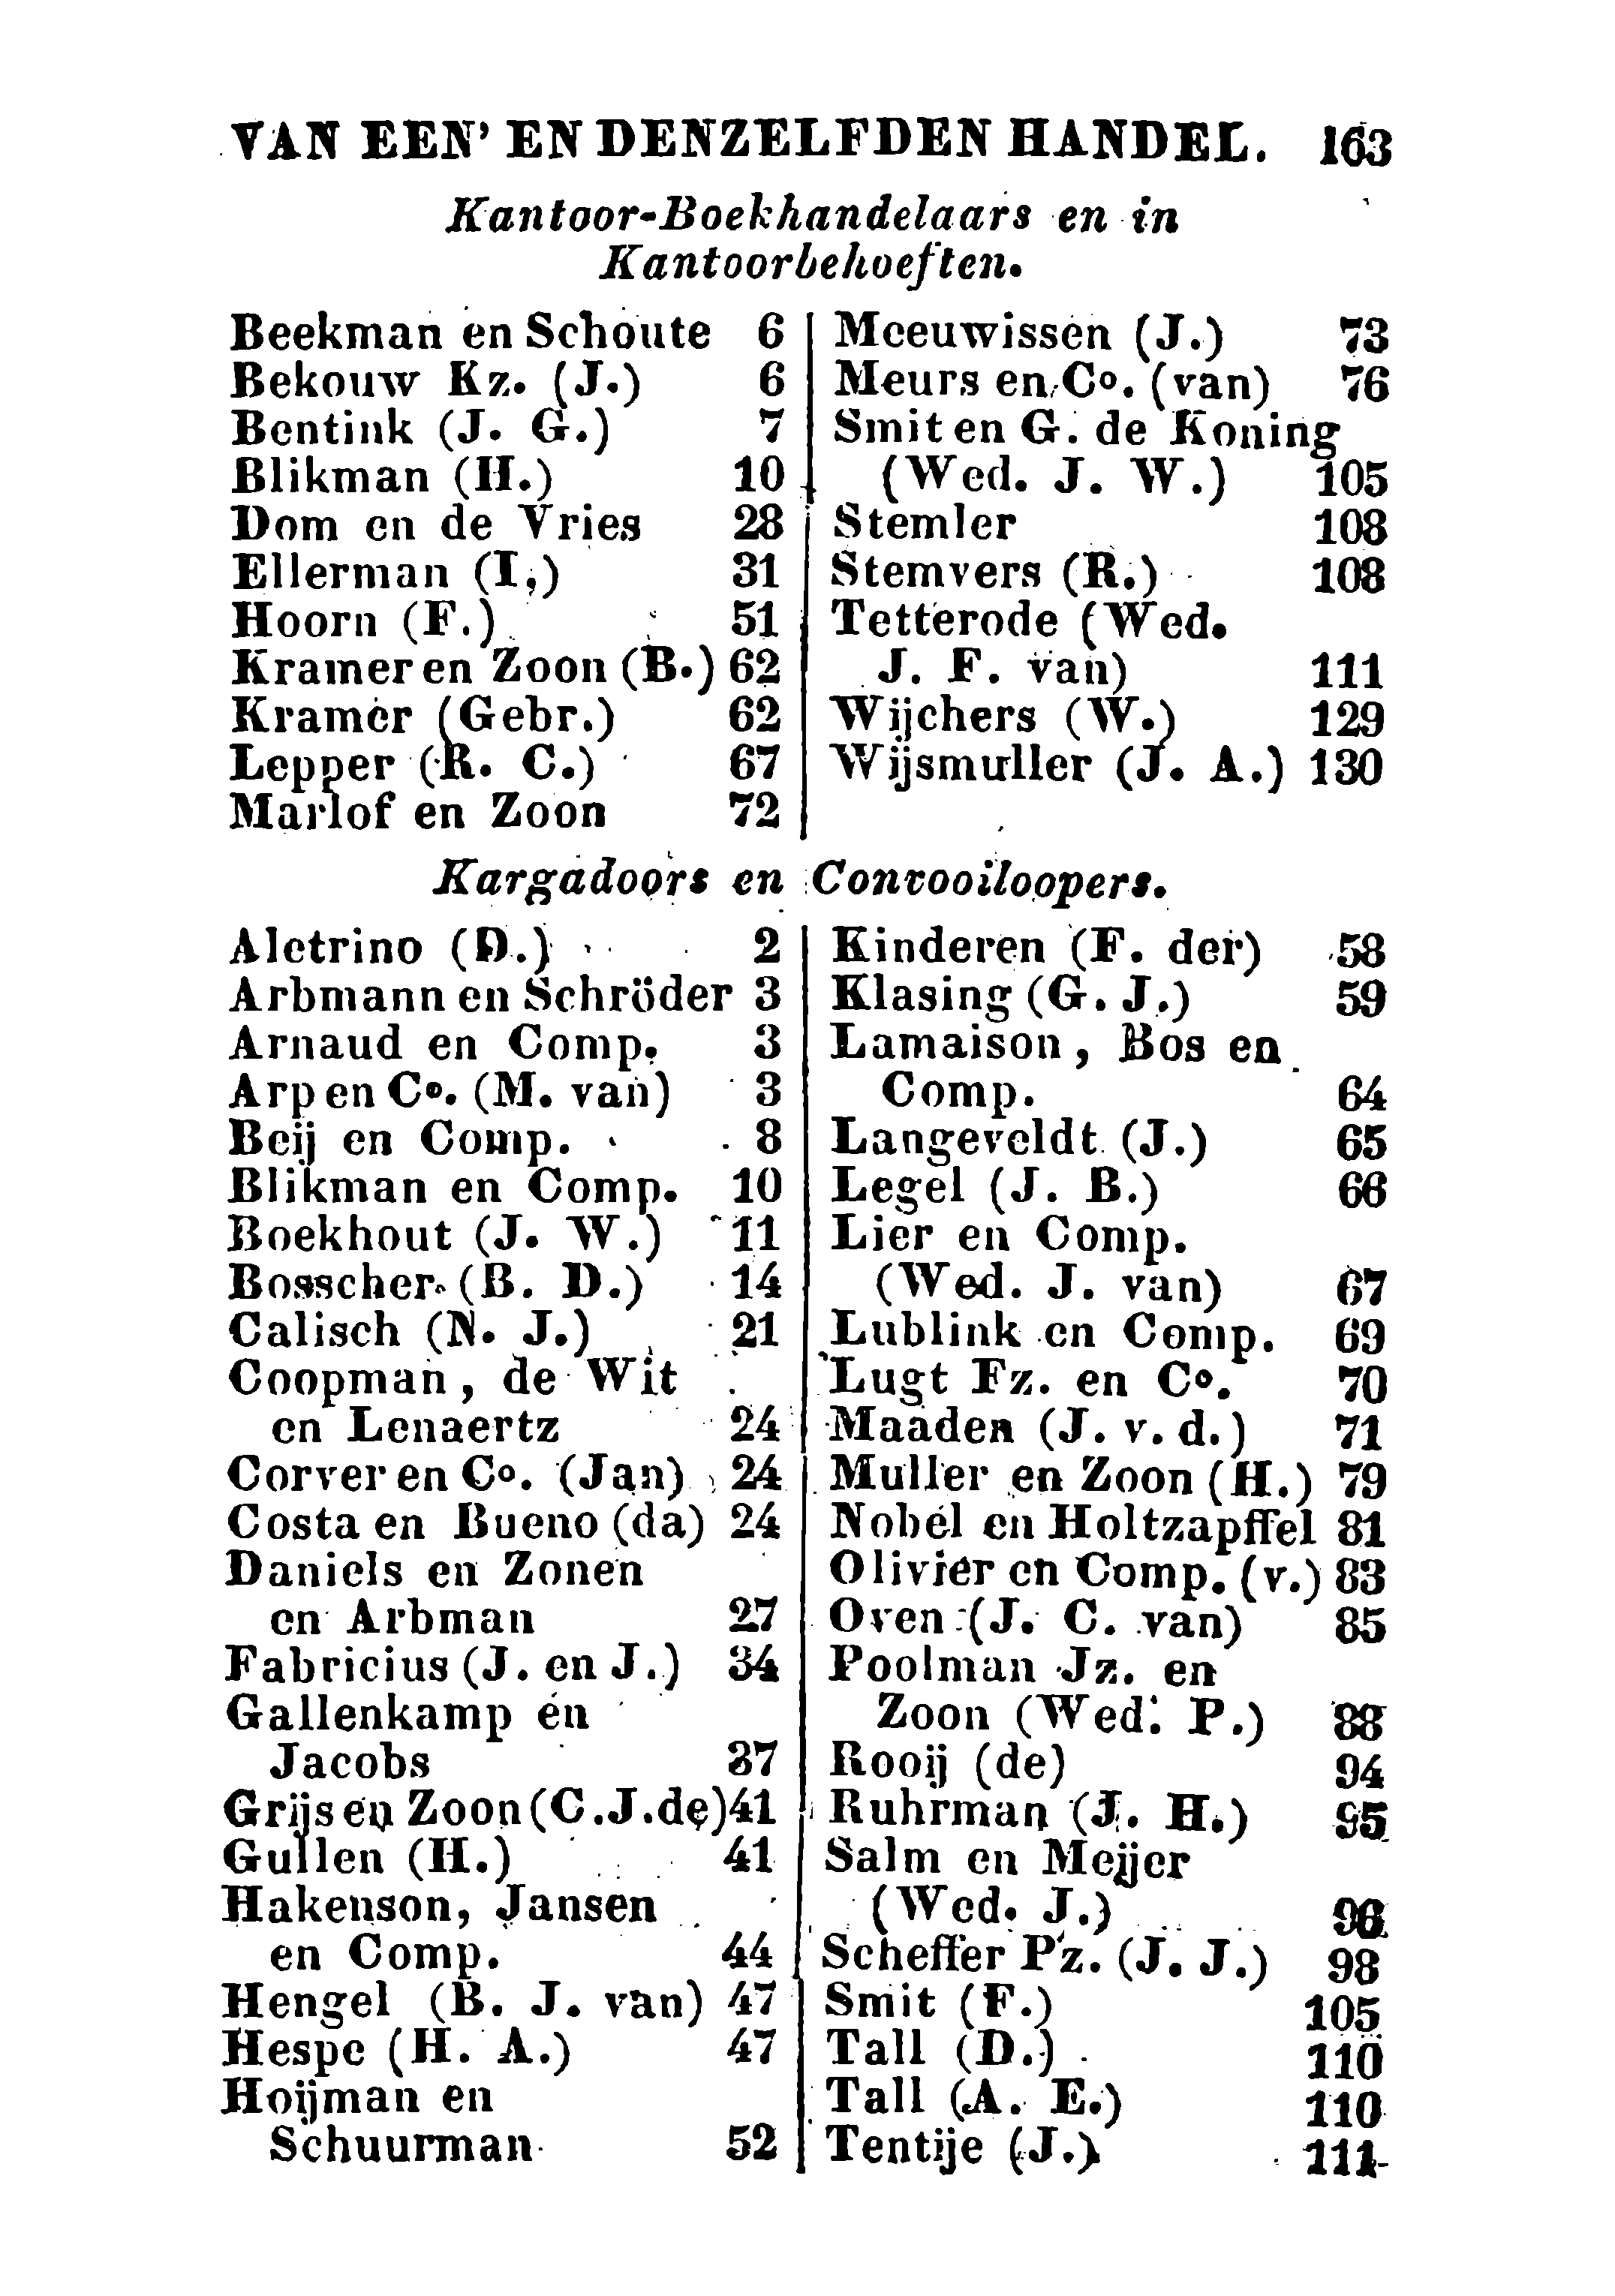 VAN EEN' EN DENZELFDEN HANDEL. 163
Kantoor-Boekhandelaars en in
Kantoorbehoeften.
Beekman en Schoute 6
Bekouw Kz. (J.) 6
Bentink (J. G.) 7
Blikman (H.) 10
Dom en de Vries 28
Ellerman (I,) 31
Hoorn (F.) 51
Kramer en Zoon (B.) 62
Kramer (Gebr.) 62
Lepper (R. C.) 67
Marlof en Zoon 72
Meeuwissen (J.) 73
Meurs en Co. (van) 76
Smit en G. de Koning
(Wed. J. W.) 105
Stemler 108
Stemvers (R.) 108
Tetterode (Wed.
J. F. van) 111
Wijchers (W.) 129
Wijsmuller (J. A.) 130
Kargadoors en Convooiloopers.
Aletrino (D.) 2
Arbmann en Schröder 3
Arnaud en Comp. 3
Arp en Co. (M. van) 3
Beij en Comp. 8
Blikman en Comp. 10
Boekhout (J. W.) 11
Bosscher (B. D.) 14
Calisch (N. J.) 21
Coopman, de Wit
en Lenaertz 24
Corver en Co. (Jan) 24
Costa en Bueno (da) 24
Daniels en Zonen
en Arbman 27
Fabricius (J. en J.) 34
Gallenkamp en
Jacobs 37
Grijs en Zoon (C. J. de) 41
Gullen (H.) 41
Hakenson, Jansen
en Comp. 44
Hengel (B. J. van) 47
Hespe (H. A.) 47
Hoijman en
Schuurman 52
Kinderen (F. der) 58
Klasing (G. J.) 59
Lamaison, Bos en
Comp. 64
Langeveldt (J.) 65
Legel (J. B.) 66
Lier en Comp.
(Wed. J. van) 67
Lublink en Comp. 69
Lugt Fz. en Co. 70
Maaden (J. v. d.) 71
Muller en Zoon (H.) 79
Nobel en Holtzapffel 81
Olivier en Comp. (v.) 83
Oven (J. C. van) 85
Poolman Jz. en
Zoon (Wed. P.) 88
Rooij (de) 94
Ruhrman (J. H.) 95
Salm en Meijer
(Wed. J.) 96
Scheffer Pz. (J. J.) 98
Smit (F.) 105
Tall (D.) 110
Tall (A. E.) 110
Tentije (J.) 111